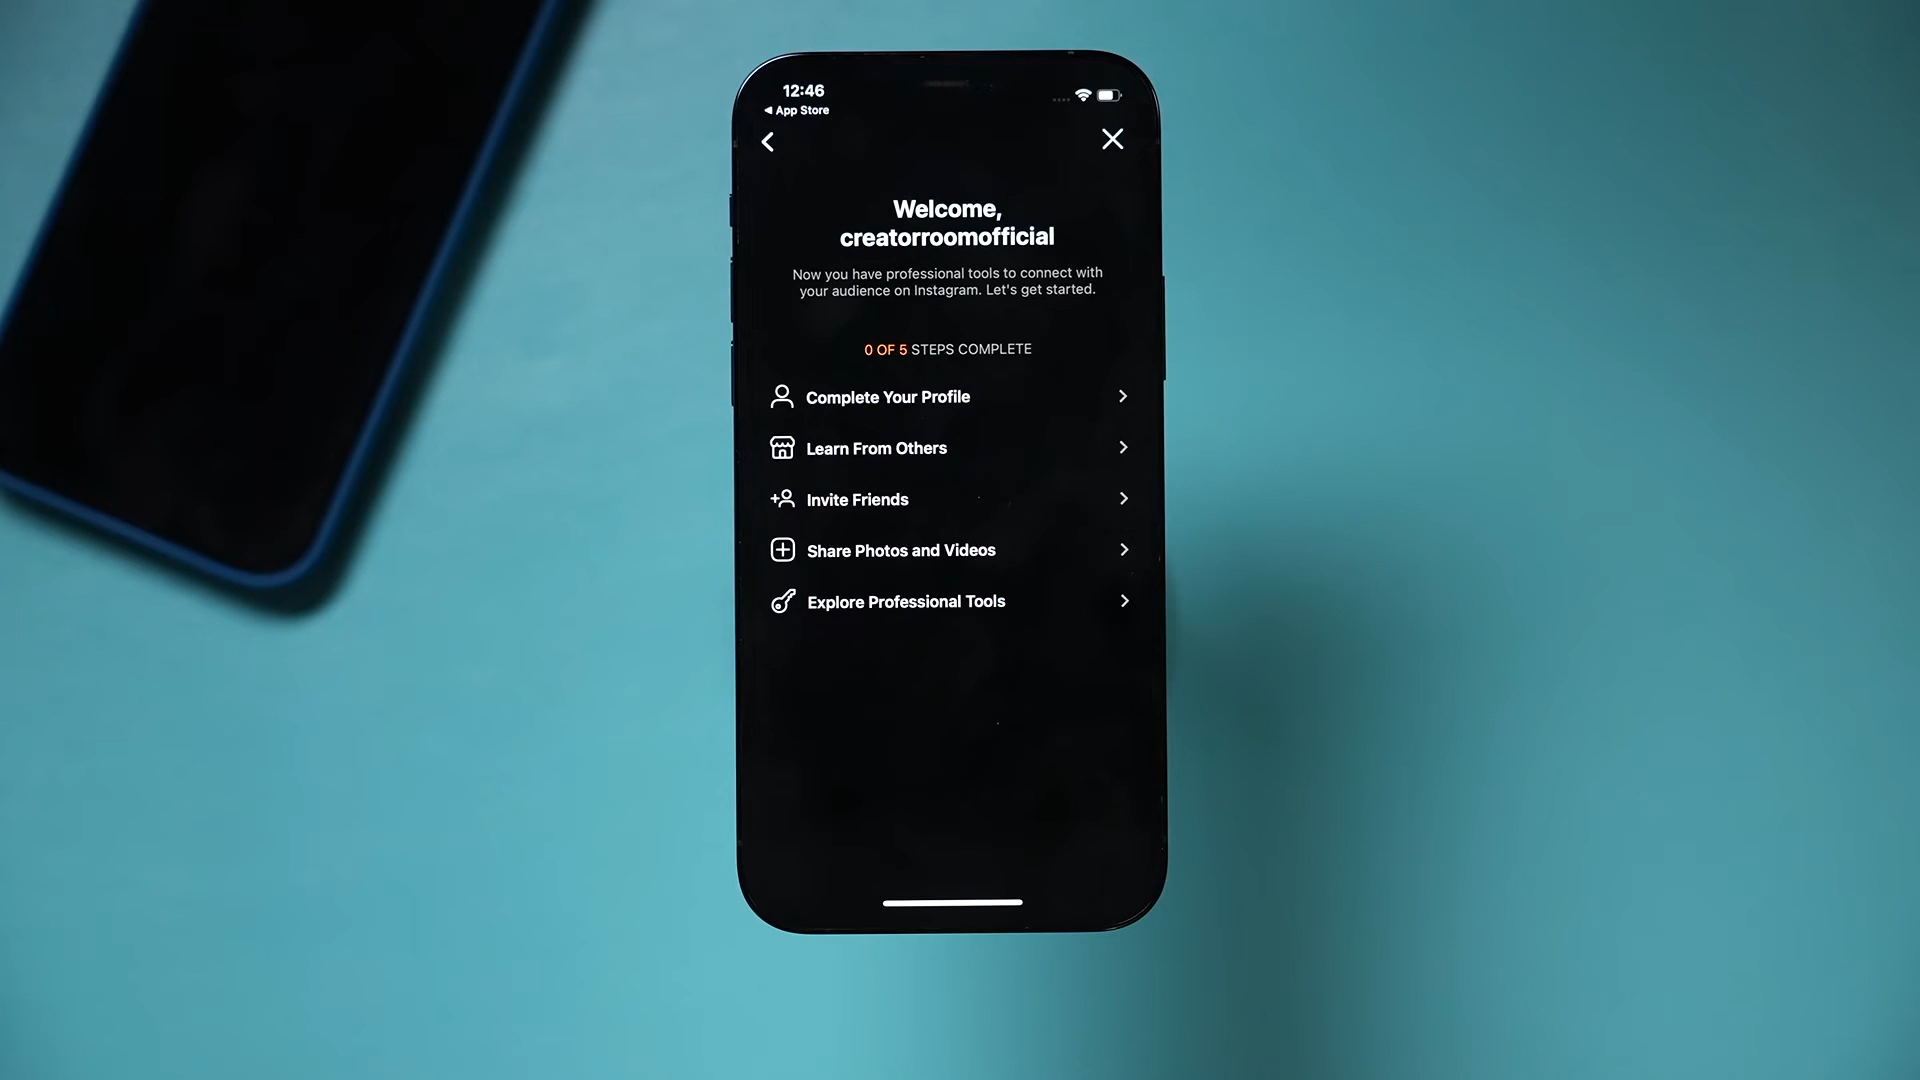 12:46
◀ App Store
Welcome,
creatorroomofficial
Now you have professional tools to connect with
your audience on Instagram. Let's get started.
0 OF 5 STEPS COMPLETE
Complete Your Profile
Learn From Others
Invite Friends
Share Photos and Videos
Explore Professional Tools